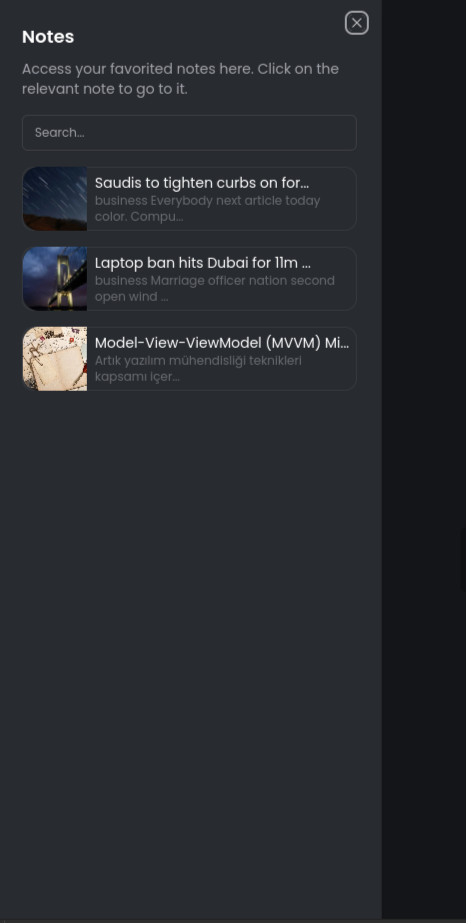 Notes
Access your favorited notes here. Click on the
relevant note to go to it.
Search...
Saudis to tighten curbs on for...
business Everybody next article today
color. Compu...
Laptop ban hits Dubai for 11m ...
business Marriage officer nation second
open wind ...
Model-View-ViewModel (MVVM) Mi...
Artık yazılım mühendisliği teknikleri
kapsamı içer...